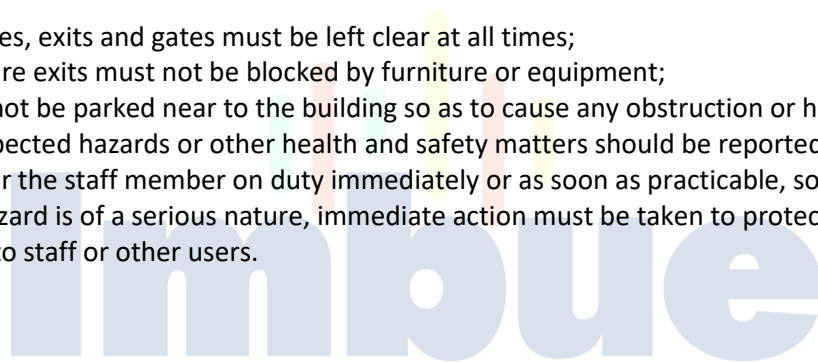 es, exits and gates must be left clear at all times;
re exits must not be blocked by furniture or equipment;
not be parked near to the building so as to cause any obstruction or h
pected hazards or other health and safety matters should be reported
r the staff member on duty immediately or as soon as practicable, so
zard is of a serious nature, immediate action must be taken to protec
to staff or other users.
Imbue